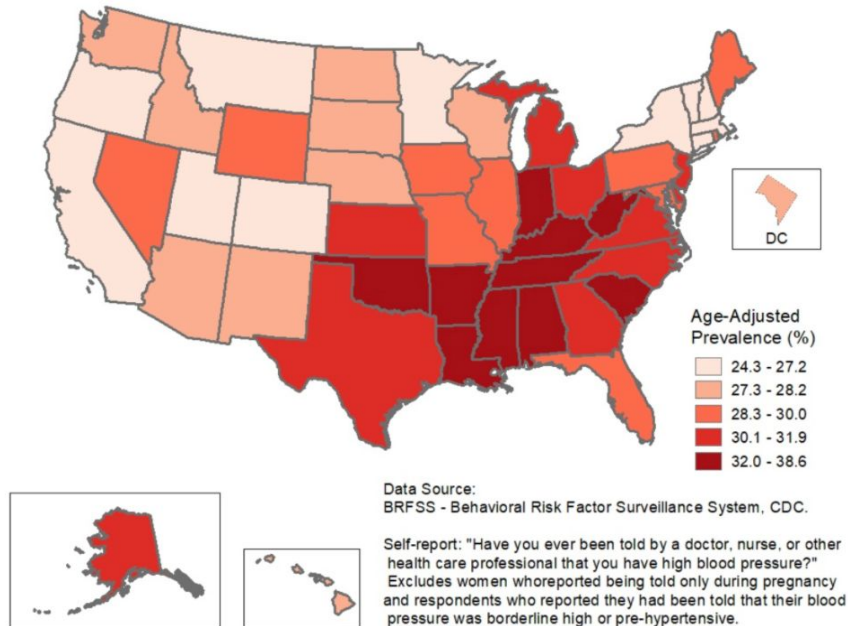 DC
Age-Adjusted
Prevalence (%)
24.3 - 27.2
27.3 - 28.2
28.3 - 30.0
30.1 - 31.9
32.0 - 38.6
Data Source:
BRFSS - Behavioral Risk Factor Surveillance System, CDC.
Self-report: "Have you ever been told by a doctor, nurse, or other
health care professional that you have high blood pressure?"
Excludes women whoreported being told only during pregnancy
and respondents who reported they had been told that their blood
pressure was borderline high or pre-hypertensive.